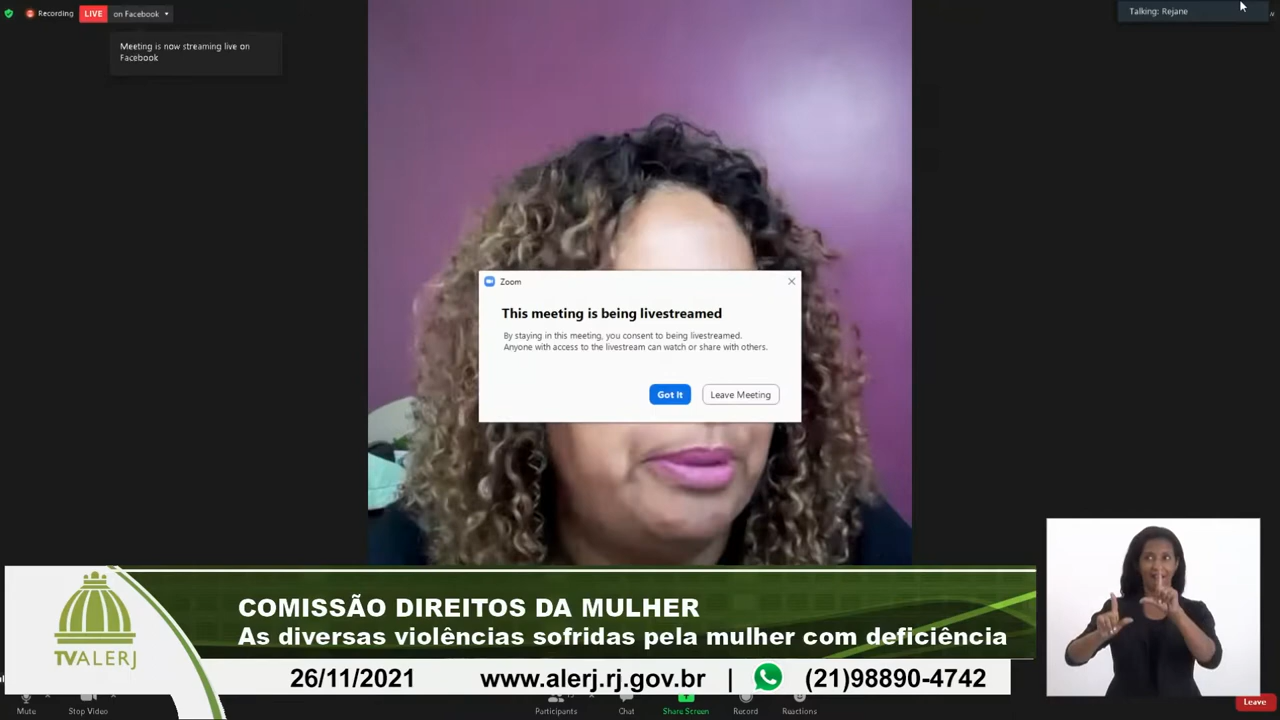 Recording
LIVE
on Facebook
Talking: Rejane
Meeting is now streaming live on
Facebook
Zoom
This meeting is being livestreamed
By staying in this meeting, you consent to being livestreamed.
Anyone with access to the livestream can watch or share with others.
Got It
Leave Meeting
COMISSÃO DIREITOS DA MULHER
As diversas violências sofridas pela mulher com deficiência
TVALERJ
26/11/2021
www.alerj.rj.gov.br | (21)98890-4742
Mute
Stop Video
Participants
Chat
Share Screen
Record
Reactions
Leave